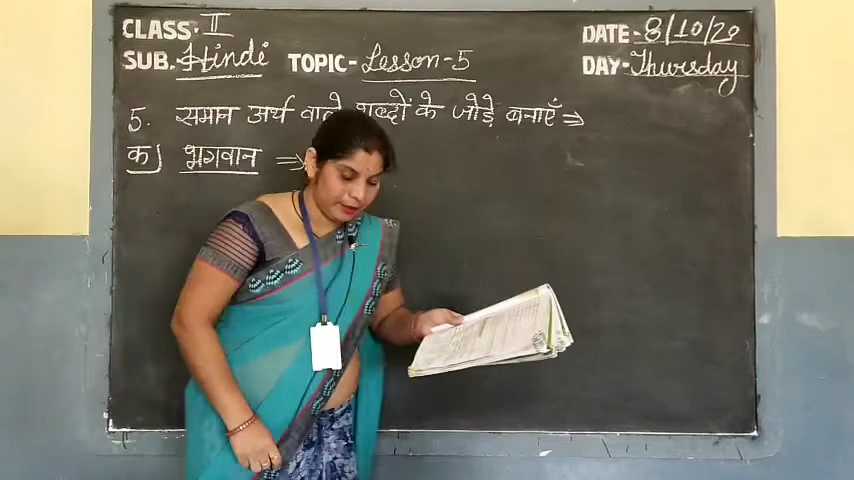 CLASS:- II
SUB.- Hindi
TOPIC:- Lesson - 5
DATE:- 8/10/20
DAY:- Thursday
5. समान अर्थ वाले शब्दों के जोड़े बनाएँ ⇒
क) भगवान ⇒